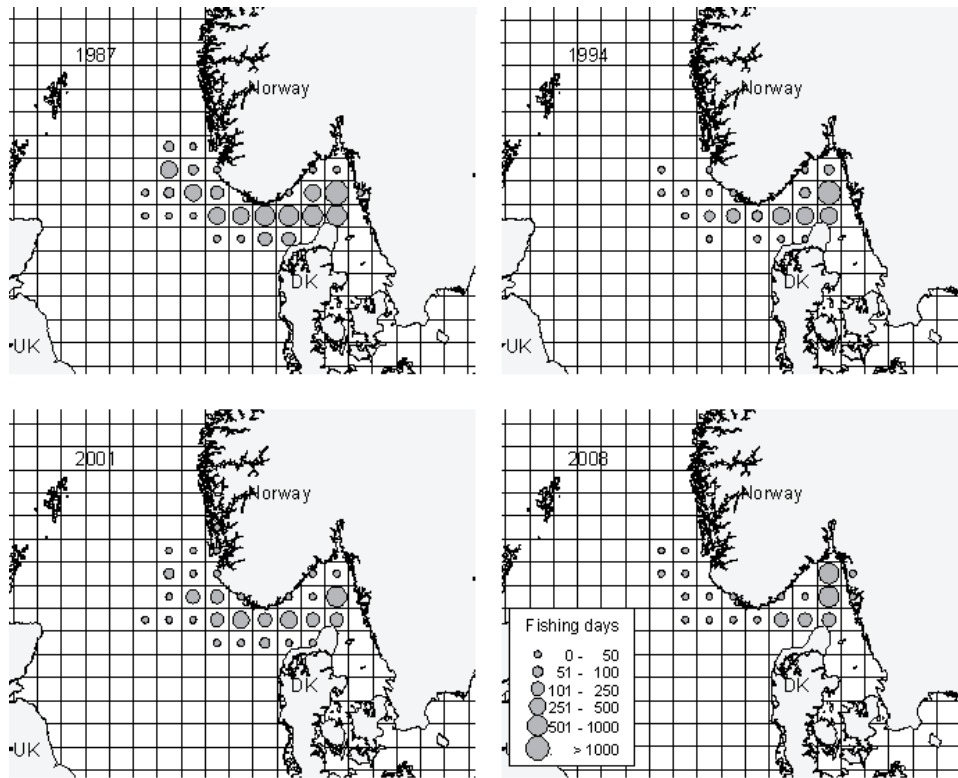 1987
Norway
DK
UK
1994
Norway
DK
UK
2001
Norway
DK
UK
2008
Norway
DK
Fishing days
0 - 50
51 - 100
101 - 250
251 - 500
501 - 1000
> 1000
UK